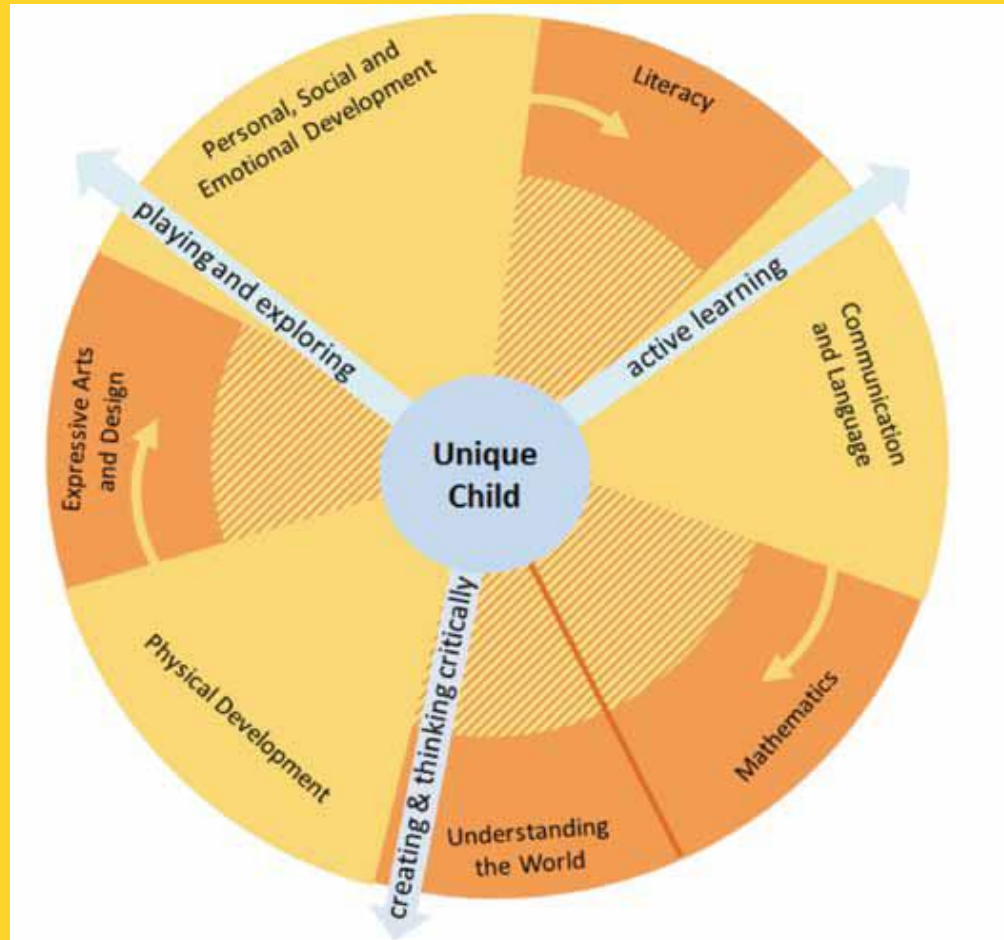 Personal, Social and
Emotional Development
Literacy
playing and exploring
active learning
Communication
and Language
Expressive Arts
and Design
Unique
Child
creating & thinking critically
Physical Development
Mathematics
Understanding
the World